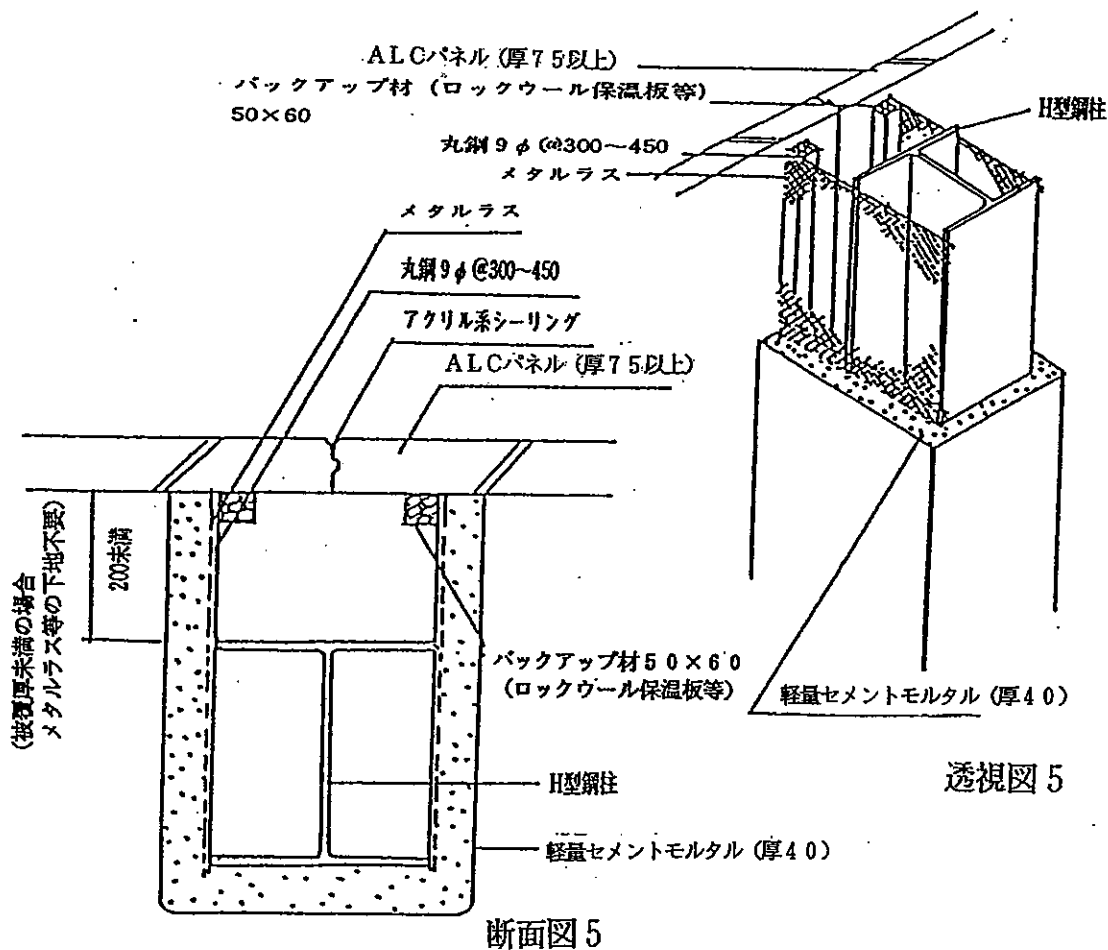 ALCパネル (厚75以上)
バックアップ材 (ロックウール保温板等)
50×60
丸鋼9φ@300~450
メタルラス
H型鋼柱
メタルラス
丸鋼9φ@300~450
アクリル系シーリング
ALCパネル (厚75以上)
200未満
(被覆厚未満の場合
メタルラス等の下地不要)
バックアップ材50×60
(ロックウール保温板等)
軽量セメントモルタル (厚40)
透視図5
H型鋼柱
軽量セメントモルタル (厚40)
断面図5